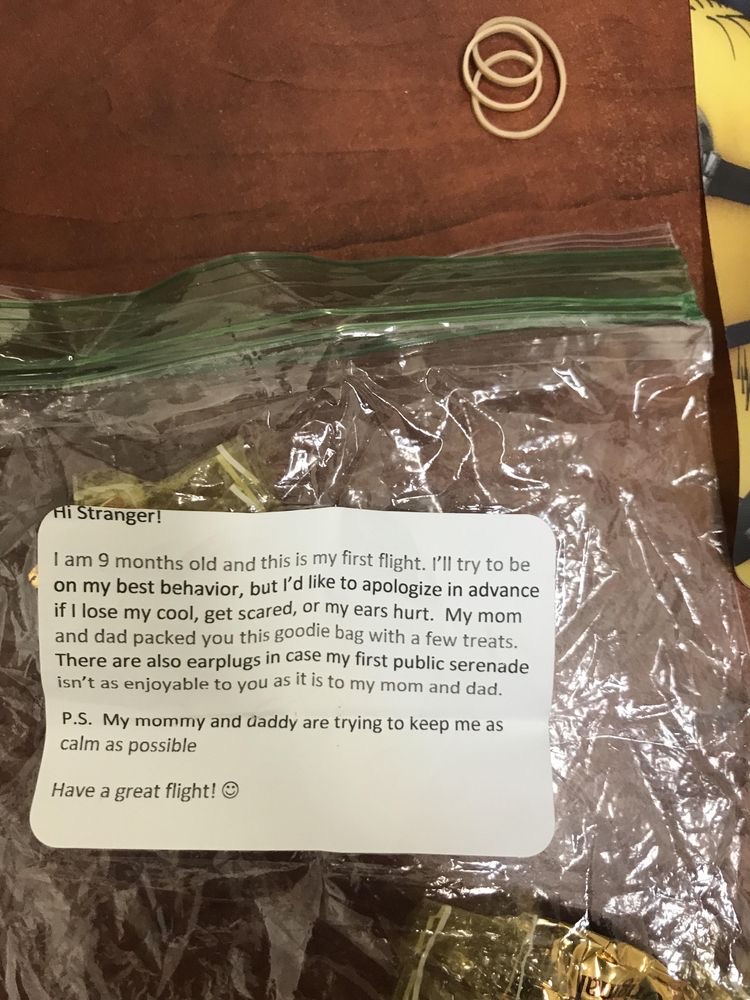 Hi Stranger!
I am 9 months old and this is my first flight. I'll try to be
on my best behavior, but I'd like to apologize in advance
if I lose my cool, get scared, or my ears hurt. My mom
and dad packed you this goodie bag with a few treats.
There are also earplugs in case my first public serenade
isn't as enjoyable to you as it is to my mom and dad.
P.S. My mommy and daddy are trying to keep me as
calm as possible
Have a great flight! ☺